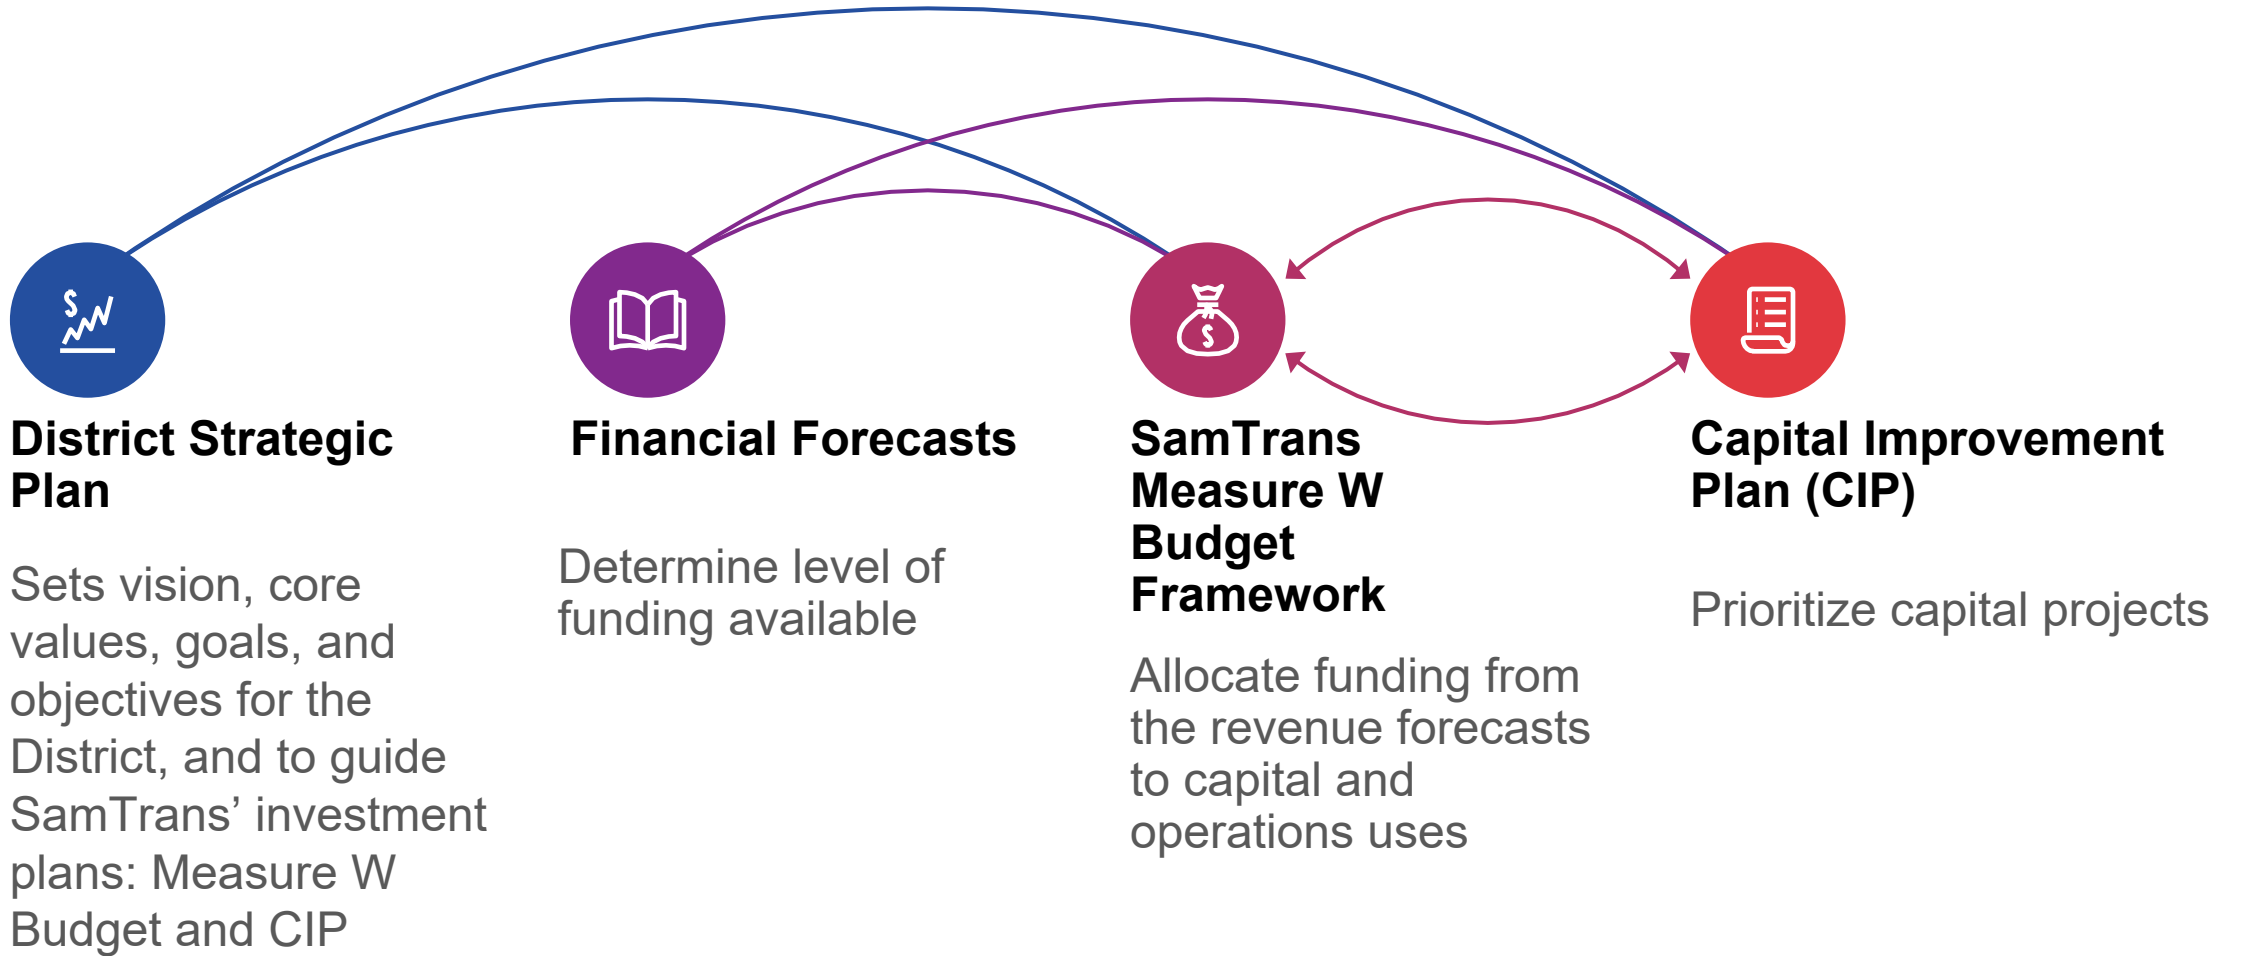 District Strategic
Plan
Sets vision, core
values, goals, and
objectives for the
District, and to guide
SamTrans’ investment
plans: Measure W
Budget and CIP
Financial Forecasts
Determine level of
funding available
SamTrans
Measure W
Budget
Framework
Allocate funding from
the revenue forecasts
to capital and
operations uses
Capital Improvement
Plan (CIP)
Prioritize capital projects